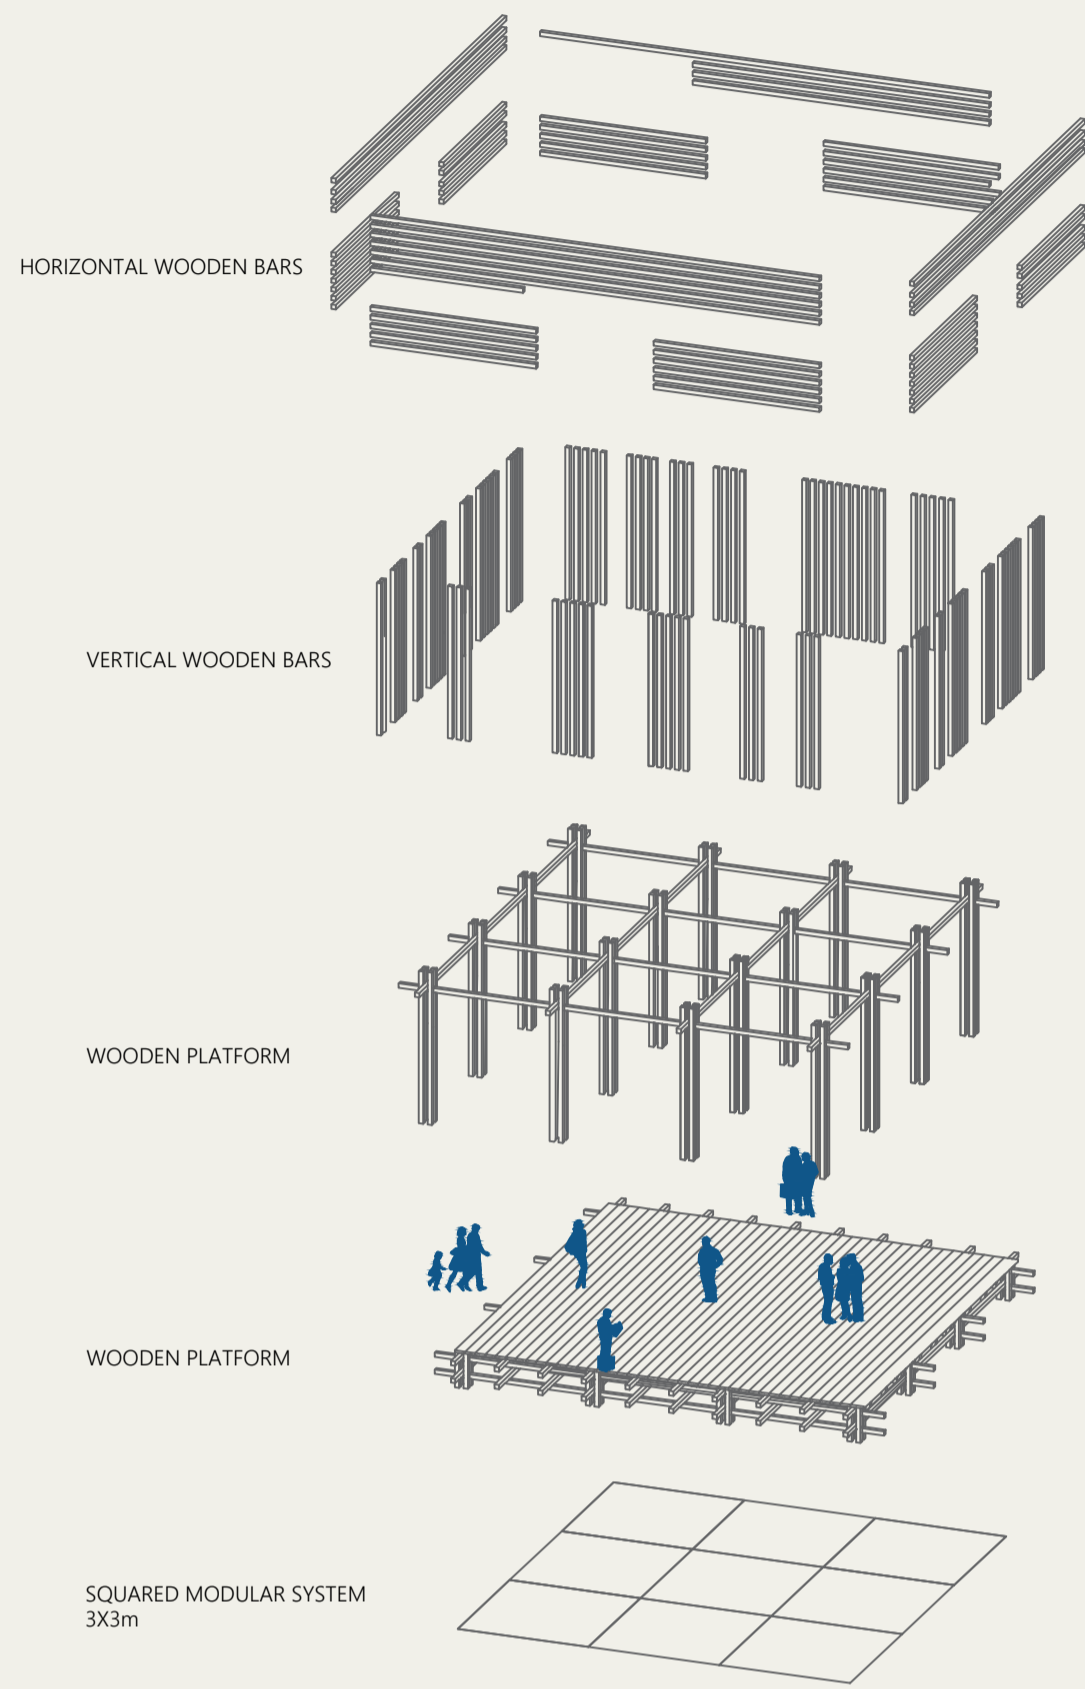 HORIZONTAL WOODEN BARS
VERTICAL WOODEN BARS
WOODEN PLATFORM
WOODEN PLATFORM
SQUARED MODULAR SYSTEM
3X3m